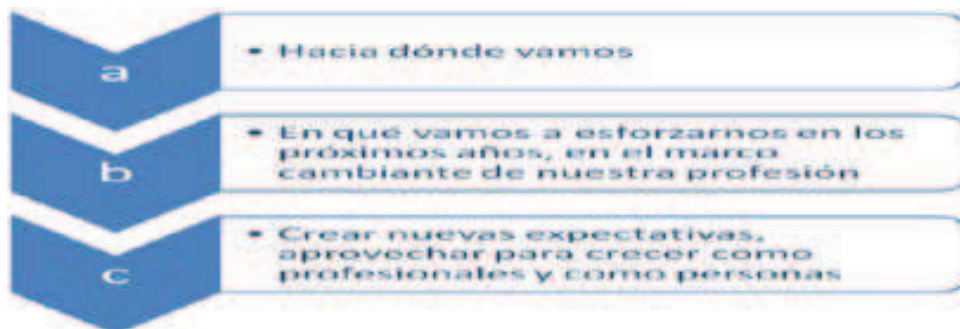 a
• Hacia dónde vamos
b
• En qué vamos a esforzarnos en los
próximos años, en el marco
cambiante de nuestra profesión
c
• Crear nuevas expectativas,
aprovechar para crecer como
profesionales y como personas